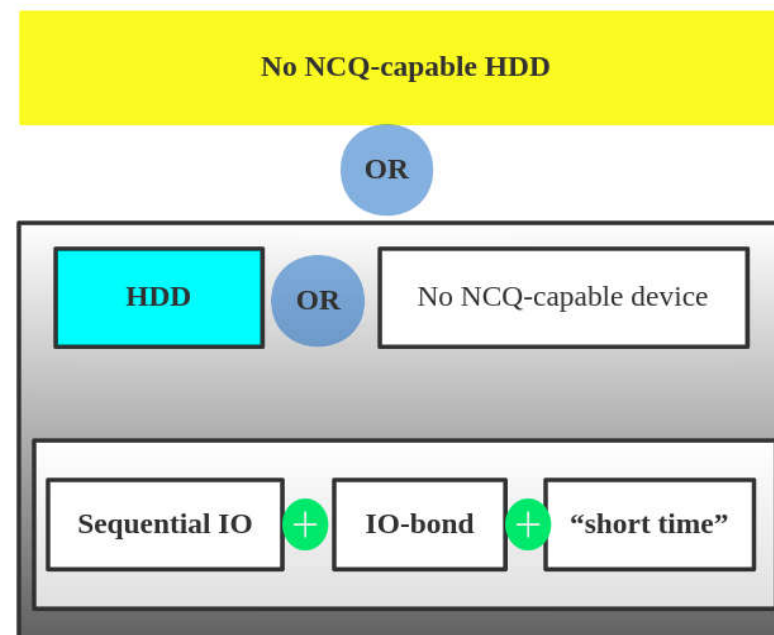 No NCQ-capable HDD
OR
HDD OR No NCQ-capable device
Sequential IO + IO-bond + “short time”